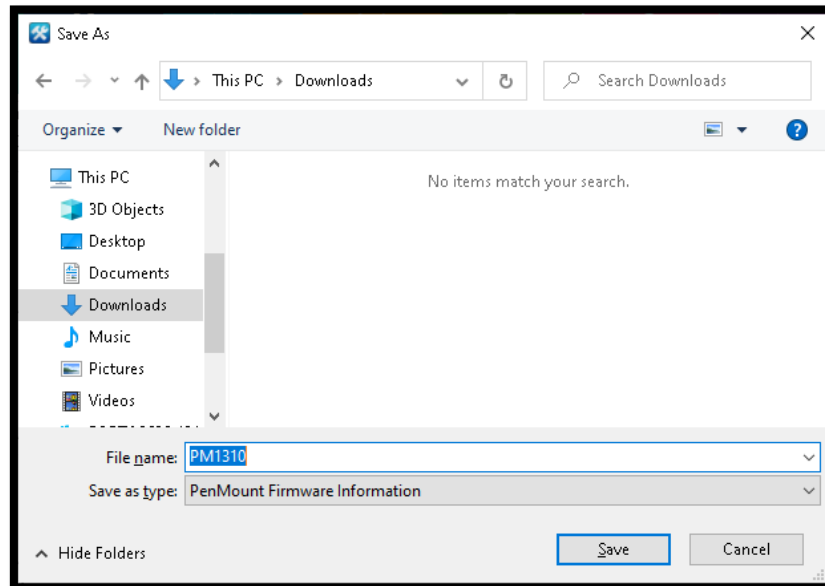 Save As
This PC > Downloads
Search Downloads
Organize
New folder
This PC
No items match your search.
3D Objects
Desktop
Documents
Downloads
Music
Pictures
Videos
File name: PM1310
Save as type: PenMount Firmware Information
Hide Folders
Save
Cancel